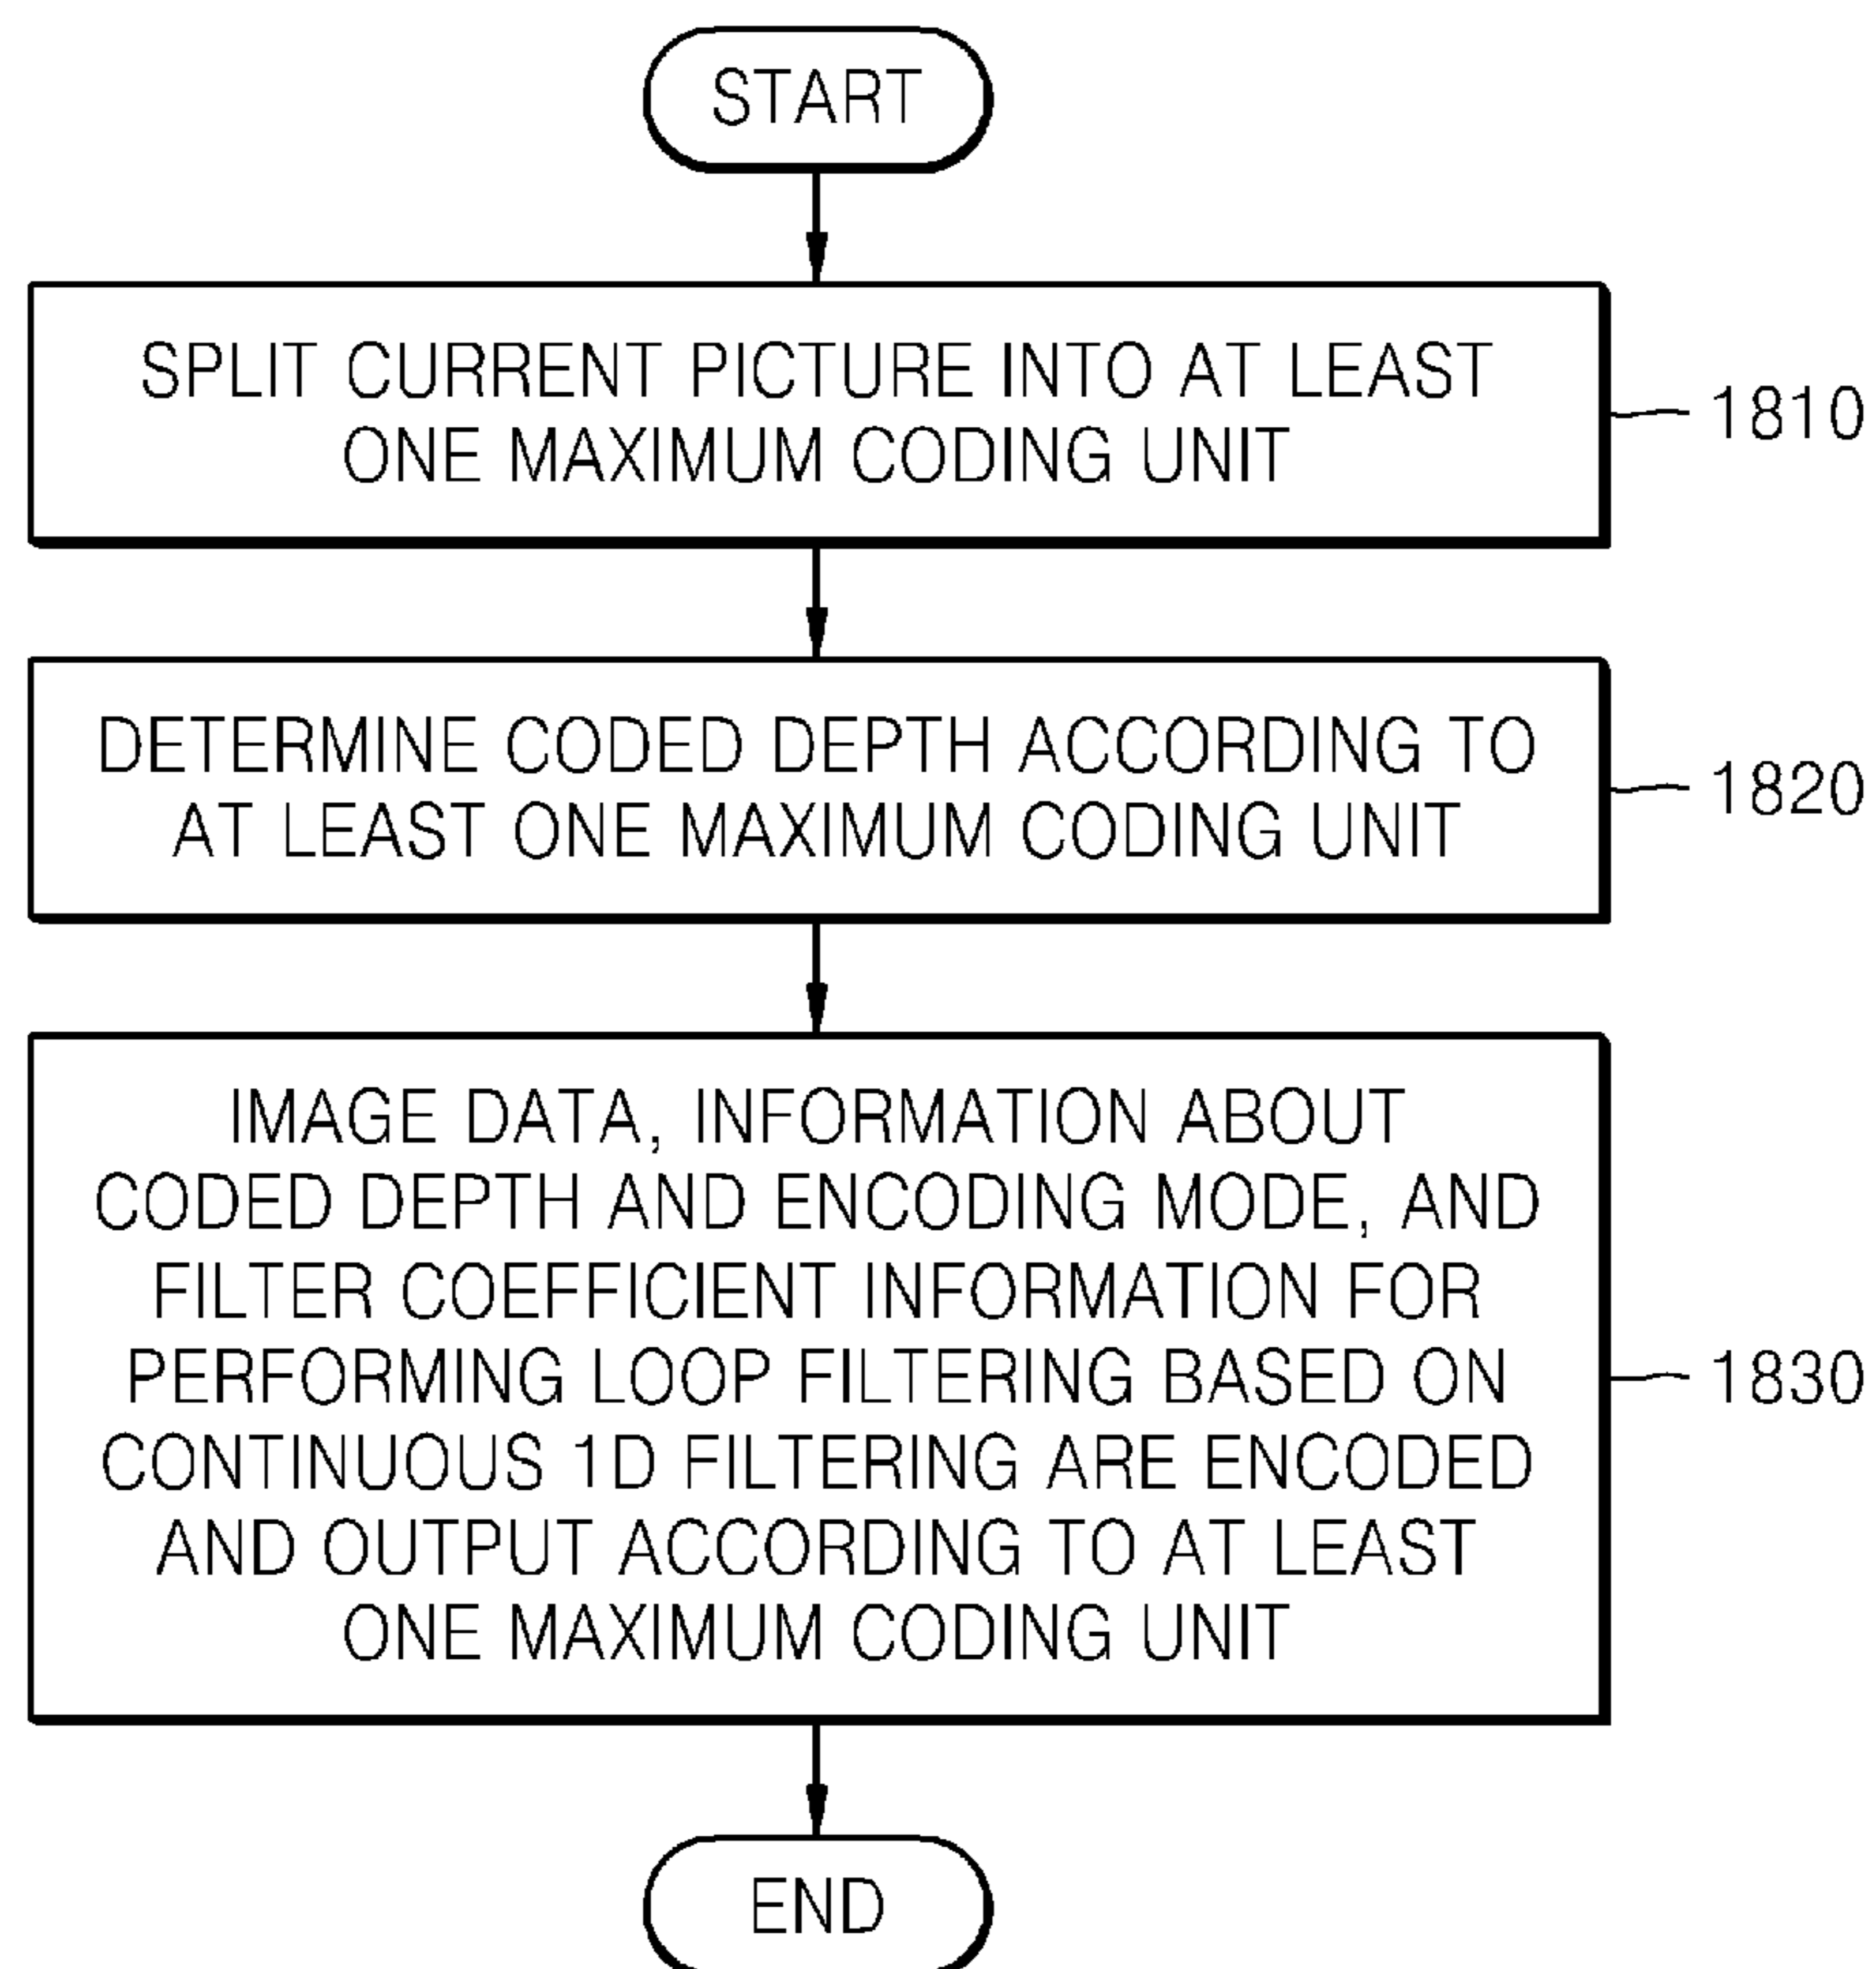 START
SPLIT CURRENT PICTURE INTO AT LEAST
ONE MAXIMUM CODING UNIT
1810
DETERMINE CODED DEPTH ACCORDING TO
AT LEAST ONE MAXIMUM CODING UNIT
1820
IMAGE DATA, INFORMATION ABOUT
CODED DEPTH AND ENCODING MODE, AND
FILTER COEFFICIENT INFORMATION FOR
PERFORMING LOOP FILTERING BASED ON
CONTINUOUS 1D FILTERING ARE ENCODED
AND OUTPUT ACCORDING TO AT LEAST
ONE MAXIMUM CODING UNIT
1830
END